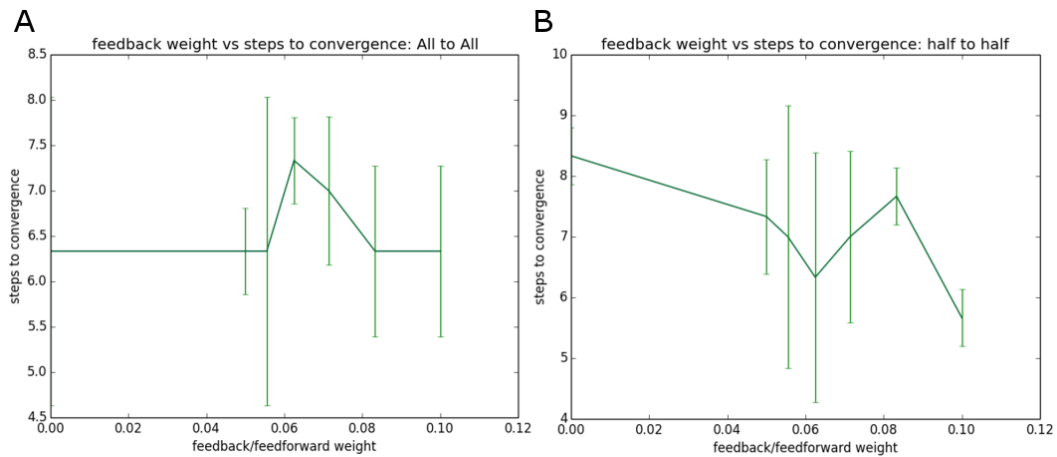 A
feedback weight vs steps to convergence: All to All
8.5
8.0
7.5
7.0
6.5
6.0
5.5
5.0
4.5
steps to convergence
0.00 0.02 0.04 0.06 0.08 0.10 0.12
feedback/feedforward weight
B
feedback weight vs steps to convergence: half to half
10
9
8
7
6
5
4
steps to convergence
0.00 0.02 0.04 0.06 0.08 0.10 0.12
feedback/feedforward weight